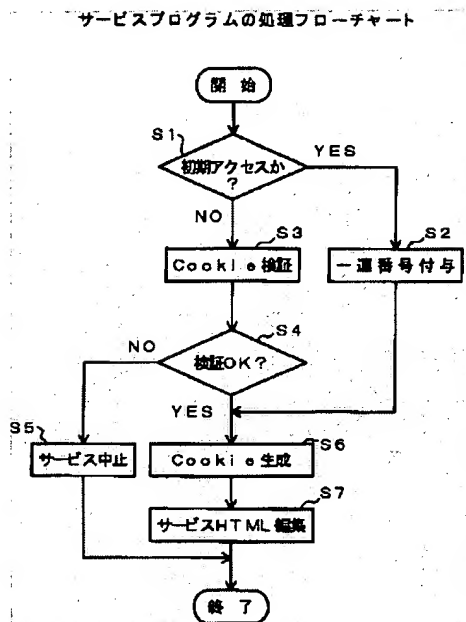 サービスプログラムの処理フローチャート
開始
S1
初期アクセスか
?
YES
NO
S3
S2
Cookie検証
一連番号付与
S4
NO
検証OK?
YES
S5
S6
サービス中止
Cookie生成
S7
サービスHTML編集
終了